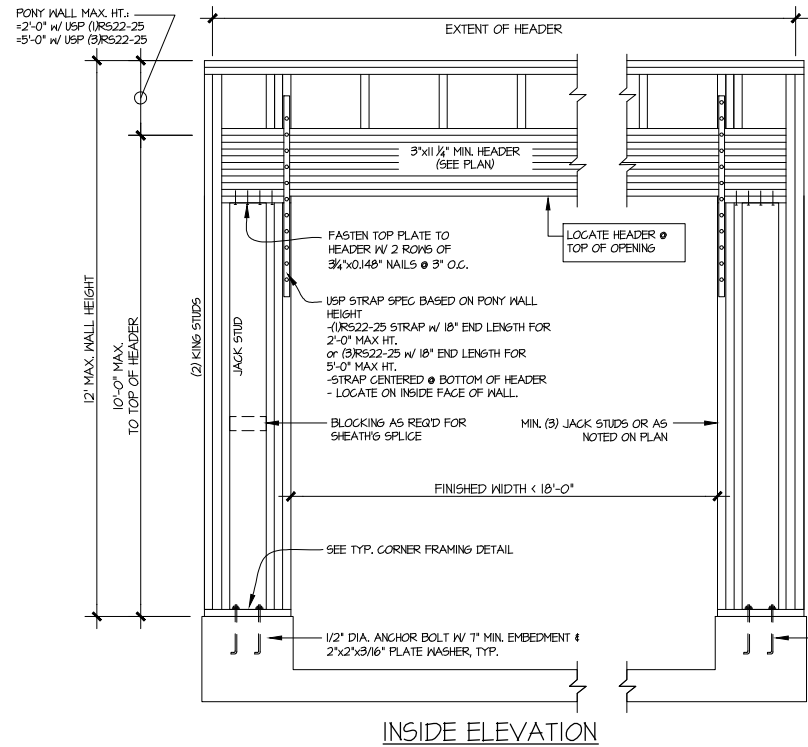 PONY WALL MAX. HT.:
=2'-0" W/ USP (1)RS22-25
=5'-0" W/ USP (3)RS22-25
EXTENT OF HEADER
3"x11 1/4" MIN. HEADER
(SEE PLAN)
FASTEN TOP PLATE TO
HEADER W/ 2 ROWS OF
3 1/4"x0.148" NAILS @ 3" O.C.
LOCATE HEADER @
TOP OF OPENING
USP STRAP SPEC BASED ON PONY WALL
HEIGHT
-(1)RS22-25 STRAP w/ 18" END LENGTH FOR
2'-0" MAX HT.
or (3)RS22-25 w/ 18" END LENGTH FOR
5'-0" MAX HT.
-STRAP CENTERED @ BOTTOM OF HEADER
- LOCATE ON INSIDE FACE OF WALL.
12' MAX. WALL HEIGHT
10'-0" MAX.
TO TOP OF HEADER
(2) KING STUDS
JACK STUD
BLOCKING AS REQ'D FOR
SHEATH'G SPLICE
MIN. (3) JACK STUDS OR AS
NOTED ON PLAN
FINISHED WIDTH < 18'-0"
SEE TYP. CORNER FRAMING DETAIL
1/2" DIA. ANCHOR BOLT W/ 7" MIN. EMBEDMENT &
2"x2"x3/16" PLATE WASHER, TYP.
INSIDE ELEVATION